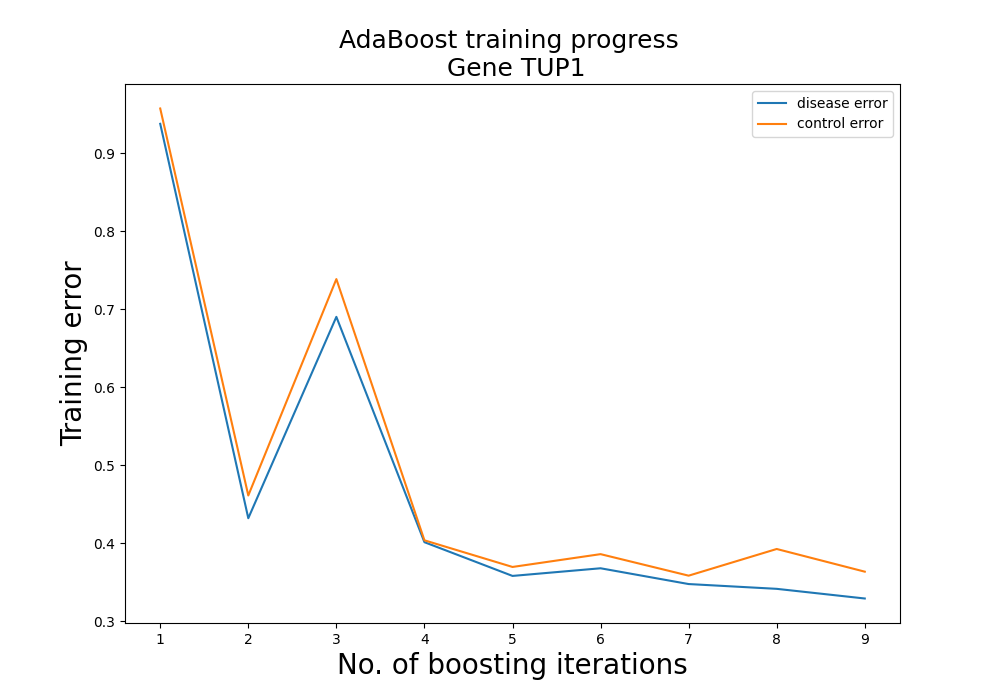 AdaBoost training progress
Gene TUP1
disease error
control error
Training error
0.9
0.8
0.7
0.6
0.5
0.4
0.3
1 2 3 4 5 6 7 8 9
No. of boosting iterations